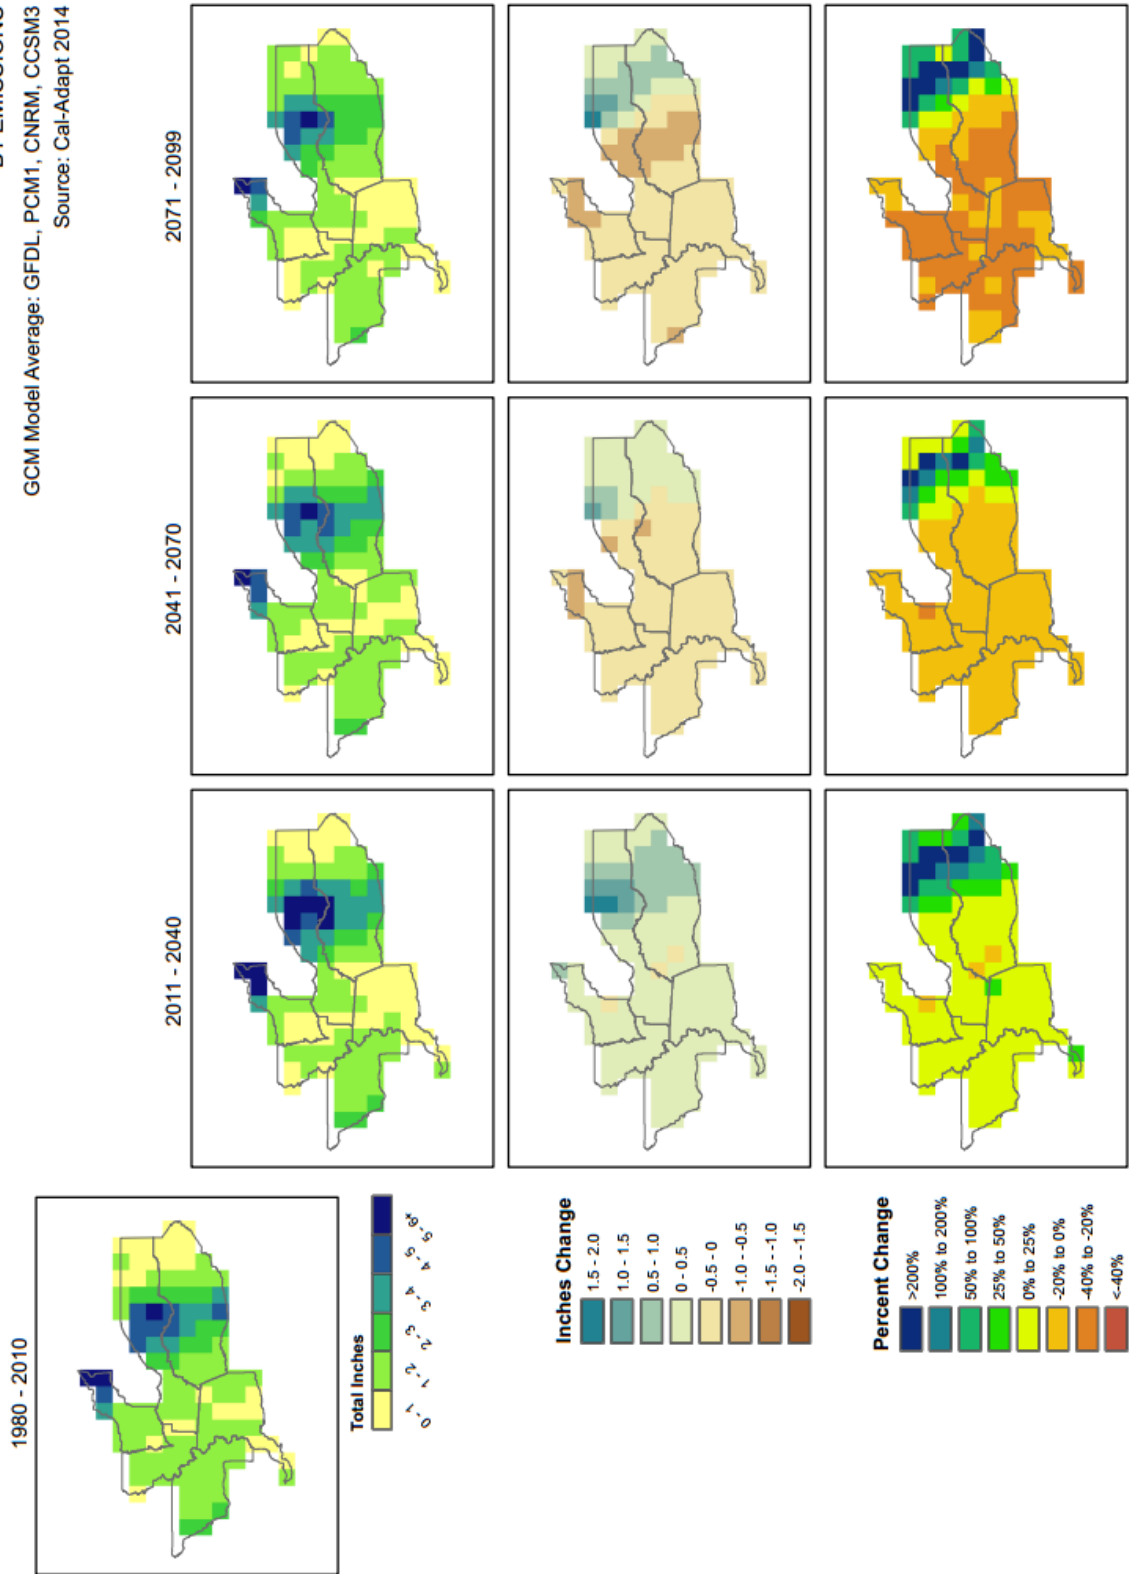 GCM Model Average: GFDL, PCM1, CNRM, CCSM3
Source: Cal-Adapt 2014
1980 - 2010
2011 - 2040
2041 - 2070
2071 - 2099
Total Inches
0 - 1
1 - 2
2 - 3
3 - 4
4 - 5
5 - 6+
Inches Change
1.5 - 2.0
1.0 - 1.5
0.5 - 1.0
0 - 0.5
-0.5 - 0
-1.0 - -0.5
-1.5 - -1.0
-2.0 - -1.5
Percent Change
>200%
100% to 200%
50% to 100%
25% to 50%
0% to 25%
-20% to 0%
-40% to -20%
<-40%